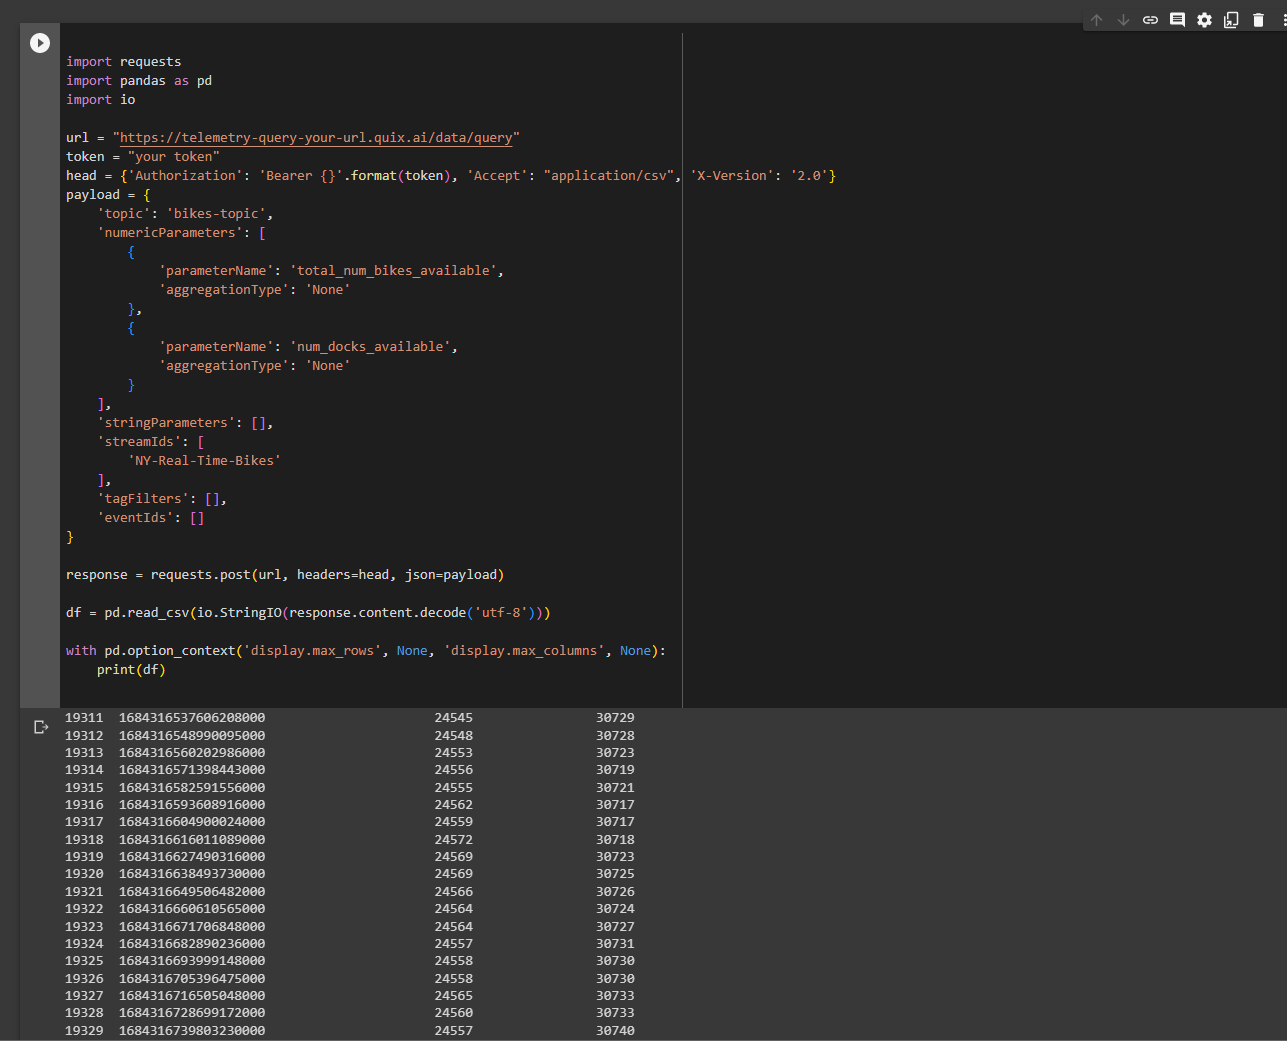 import requests
import pandas as pd
import io
url = "https://telemetry-query-your-url.quix.ai/data/query"
token = "your token"
head = {'Authorization': 'Bearer {}'.format(token), 'Accept': "application/csv", 'X-Version': '2.0'}
payload = {
    'topic': 'bikes-topic',
    'numericParameters': [
        {
            'parameterName': 'total_num_bikes_available',
            'aggregationType': 'None'
        },
        {
            'parameterName': 'num_docks_available',
            'aggregationType': 'None'
        }
    ],
    'stringParameters': [],
    'streamIds': [
        'NY-Real-Time-Bikes'
    ],
    'tagFilters': [],
    'eventIds': []
}
response = requests.post(url, headers=head, json=payload)
df = pd.read_csv(io.StringIO(response.content.decode('utf-8')))
with pd.option_context('display.max_rows', None, 'display.max_columns', None):
    print(df)
19311 1684316537606208000 24545 30729
19312 1684316548990095000 24548 30728
19313 1684316560202986000 24553 30723
19314 1684316571398443000 24556 30719
19315 1684316582591556000 24555 30721
19316 1684316593608916000 24562 30717
19317 1684316604900024000 24559 30717
19318 1684316616011089000 24572 30718
19319 1684316627490316000 24569 30723
19320 1684316638493730000 24569 30725
19321 1684316649506482000 24566 30726
19322 1684316660610565000 24564 30724
19323 1684316671706848000 24564 30727
19324 1684316682890236000 24557 30731
19325 1684316693999148000 24558 30730
19326 1684316705396475000 24558 30730
19327 1684316716505048000 24565 30733
19328 1684316728699172000 24560 30733
19329 1684316739803230000 24557 30740